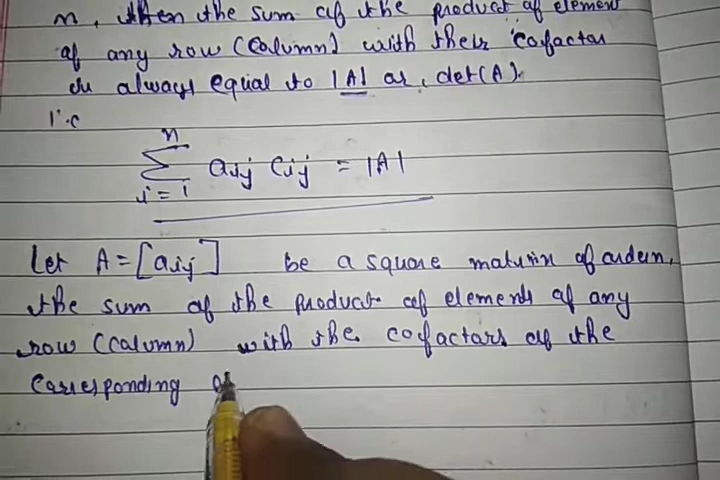 n, then the sum of the product of element
of any row (column) with their cofactor
is always equal to |A| or, det(A).
i.e
n
∑ aij cij = |A|
i=1
Let A = [aij] be a square matrix of order n,
the sum of the product of elements of any
row (column) with the cofactors of the
corresponding o